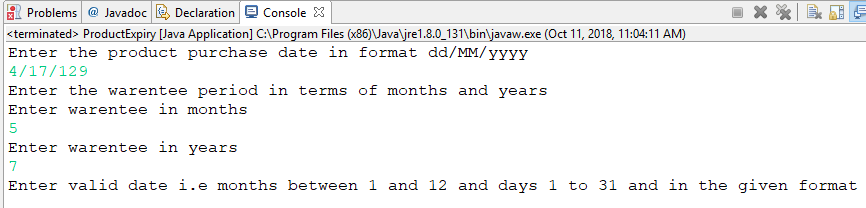 Problems @ Javadoc Declaration Console
<terminated> ProductExpiry [Java Application] C:\Program Files (x86)\Java\jre1.8.0_131\bin\javaw.exe (Oct 11, 2018, 11:04:11 AM)
Enter the product purchase date in format dd/MM/yyyy
4/17/129
Enter the warentee period in terms of months and years
Enter warentee in months
5
Enter warentee in years
7
Enter valid date i.e months between 1 and 12 and days 1 to 31 and in the given format